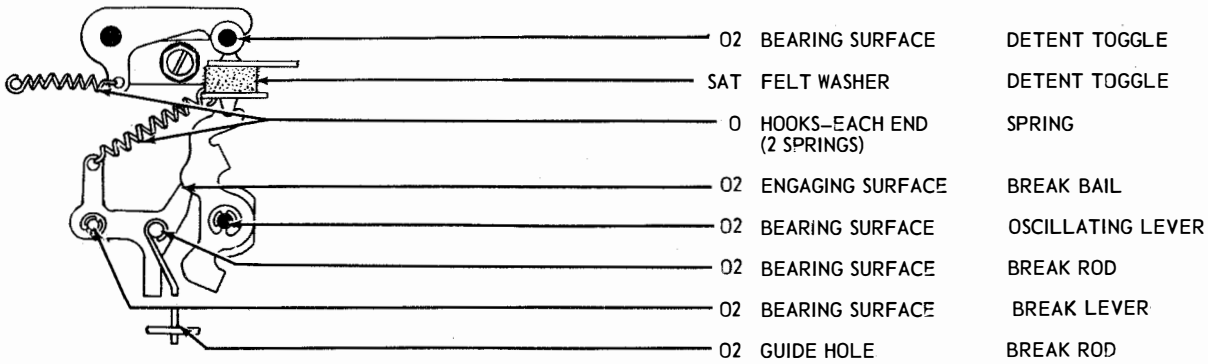 O2 BEARING SURFACE DETENT TOGGLE
SAT FELT WASHER DETENT TOGGLE
O HOOKS–EACH END SPRING
(2 SPRINGS)
O2 ENGAGING SURFACE BREAK BAIL
O2 BEARING SURFACE OSCILLATING LEVER
O2 BEARING SURFACE BREAK ROD
O2 BEARING SURFACE BREAK LEVER
O2 GUIDE HOLE BREAK ROD